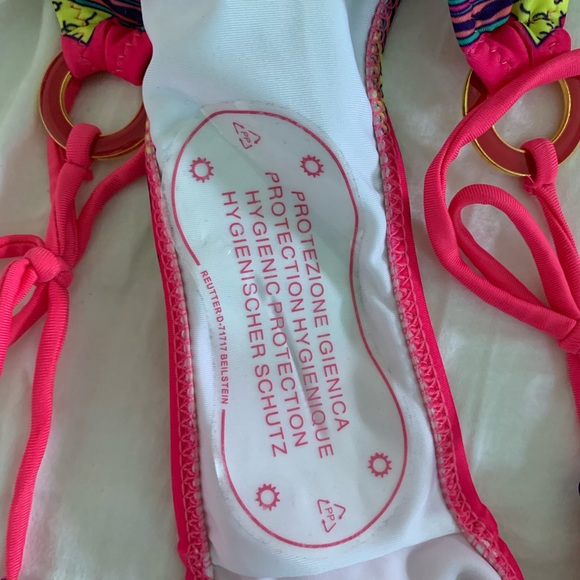 PP
PROTEZIONE IGIENICA
PROTECTION HYGIENIQUE
HYGIENIC PROTECTION
HYGIENISCHER SCHUTZ
REUTTER·D-71717 BEILSTEIN
PP